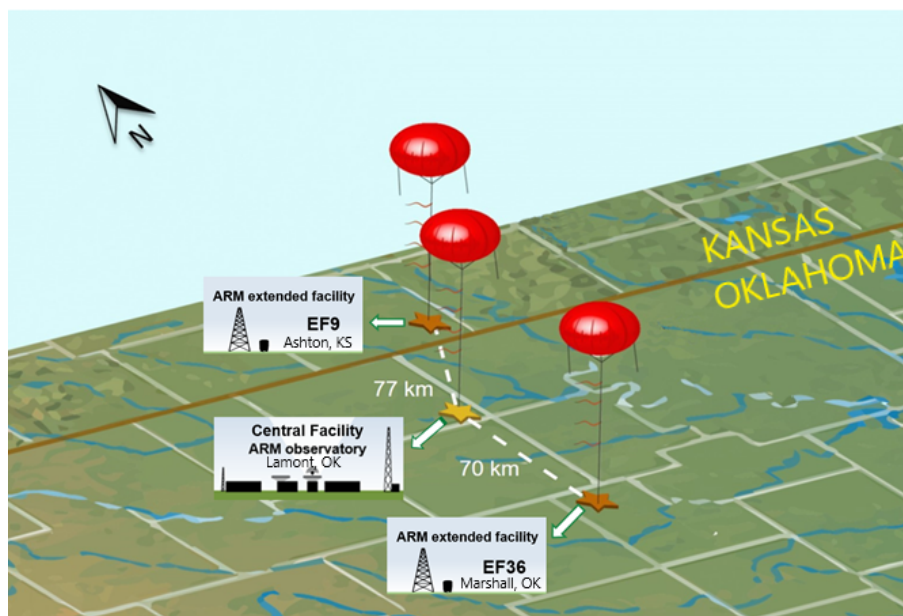 N
KANSAS
OKLAHOMA
ARM extended facility
EF9
Ashton, KS
77 km
Central Facility
ARM observatory
Lamont, OK
70 km
ARM extended facility
EF36
Marshall, OK